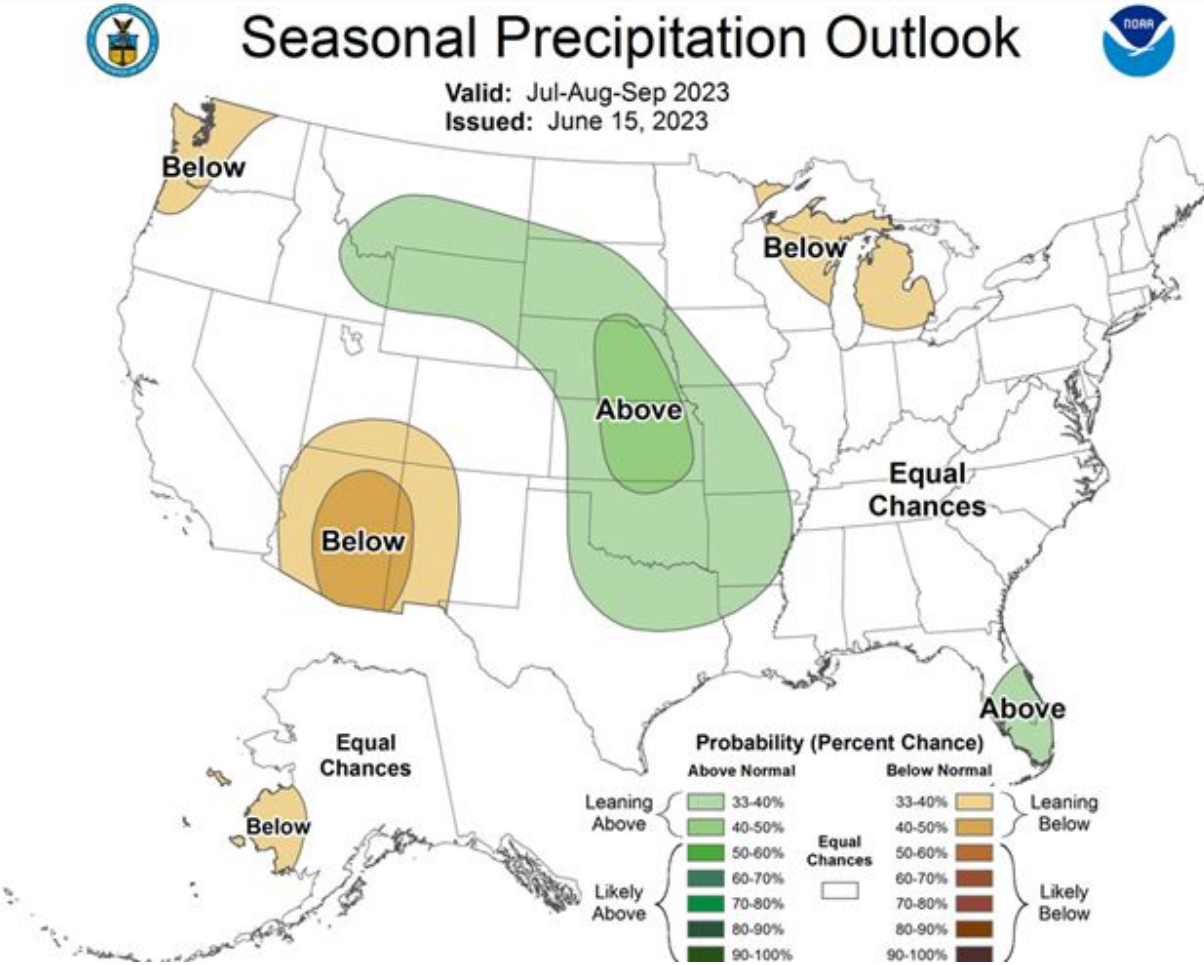 Seasonal Precipitation Outlook
NOAA
Valid: Jul-Aug-Sep 2023
Issued: June 15, 2023
Below
Below
Above
Equal
Chances
Below
Above
Equal
Chances
Below
Probability (Percent Chance)
Above Normal
Below Normal
Leaning
Above
33-40%
40-50%
Likely
Above
50-60%
60-70%
70-80%
80-90%
90-100%
Equal
Chances
33-40%
40-50%
Leaning
Below
50-60%
60-70%
70-80%
80-90%
90-100%
Likely
Below